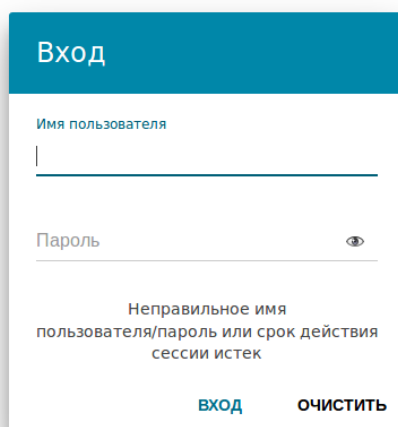 Вход
Имя пользователя
Пароль
Неправильное имя
пользователя/пароль или срок действия
сессии истек
ВХОД ОЧИСТИТЬ